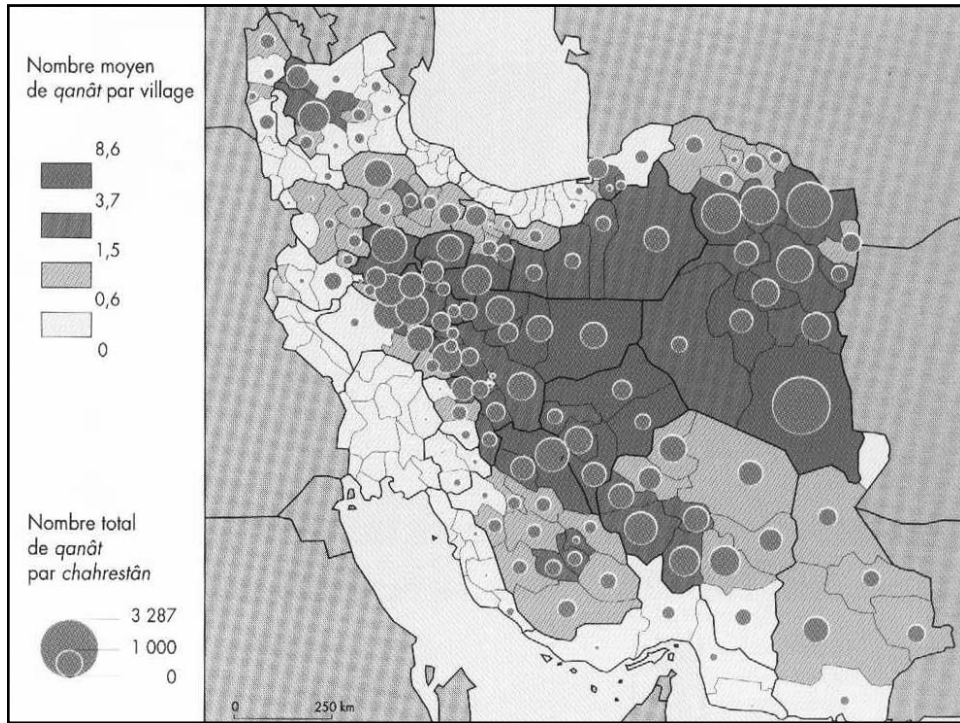 Nombre moyen
de qanât par village
8,6
3,7
1,5
0,6
0
Nombre total
de qanât
par chahrestân
3 287
1 000
0
0 250 km